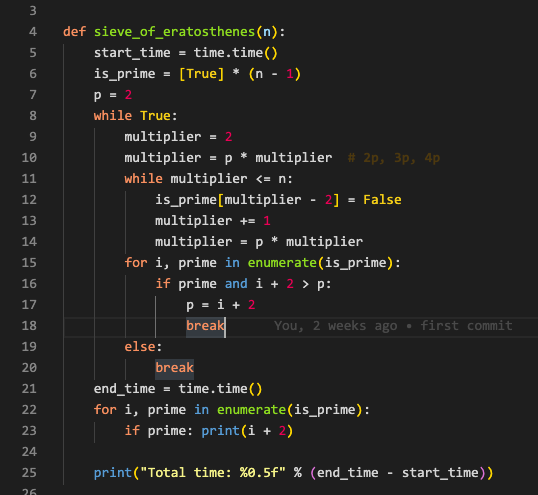 3
4 def sieve_of_eratosthenes(n):
5     start_time = time.time()
6     is_prime = [True] * (n - 1)
7     p = 2
8     while True:
9         multiplier = 2
10         multiplier = p * multiplier  # 2p, 3p, 4p
11         while multiplier <= n:
12             is_prime[multiplier - 2] = False
13             multiplier += 1
14             multiplier = p * multiplier
15         for i, prime in enumerate(is_prime):
16             if prime and i + 2 > p:
17                 p = i + 2
18                 break     You, 2 weeks ago • first commit
19         else:
20             break
21     end_time = time.time()
22     for i, prime in enumerate(is_prime):
23         if prime: print(i + 2)
24
25     print("Total time: %0.5f" % (end_time - start_time))
26